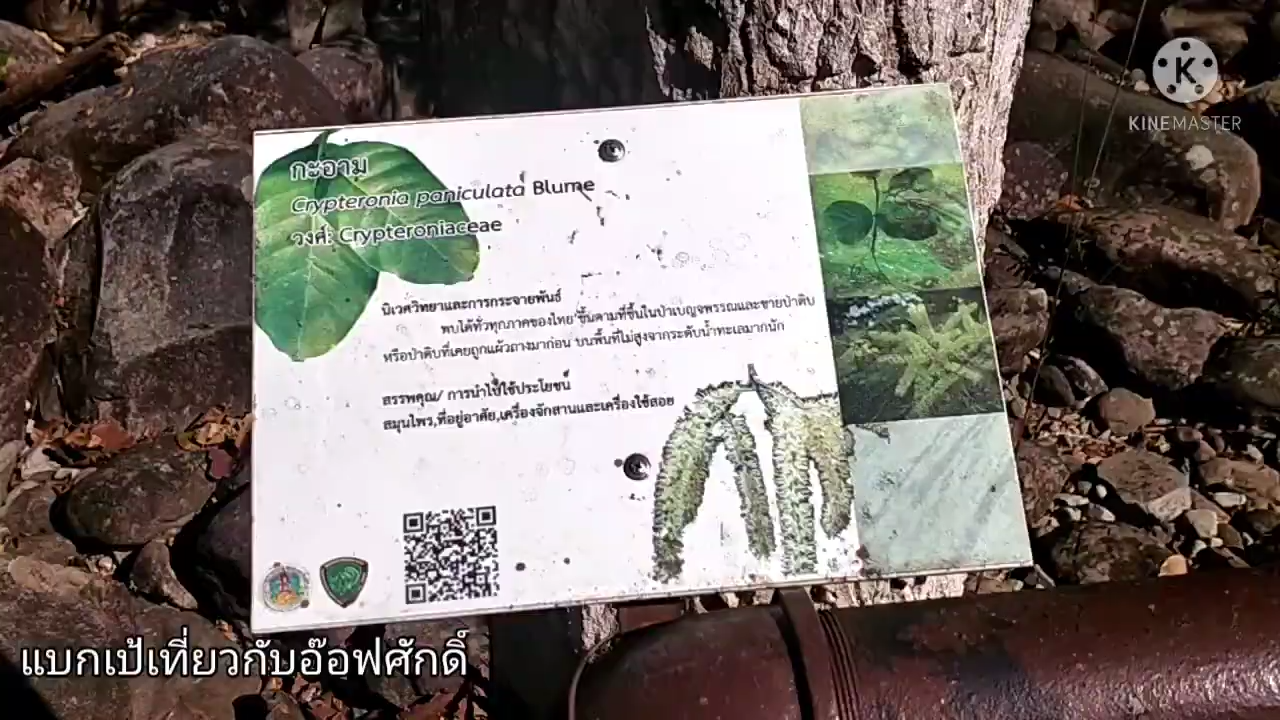 KINEMASTER
กะอาม
Crypteronia paniculata Blume
วงศ์: Crypteroniaceae
นิเวศวิทยาและการกระจายพันธุ์
พบได้ทั่วทุกภาคของไทย ขึ้นตามที่ชื้นในป่าเบญจพรรณและชายป่าดิบ
หรือป่าดิบที่เคยถูกแผ้วถางมาก่อน บนพื้นที่ไม่สูงจากระดับน้ำทะเลมากนัก
สรรพคุณ/ การนำไปใช้ประโยชน์
สมุนไพร,ที่อยู่อาศัย,เครื่องจักสานและเครื่องใช้สอย
แบกเป้เที่ยวกับอ๊อฟศักดิ์